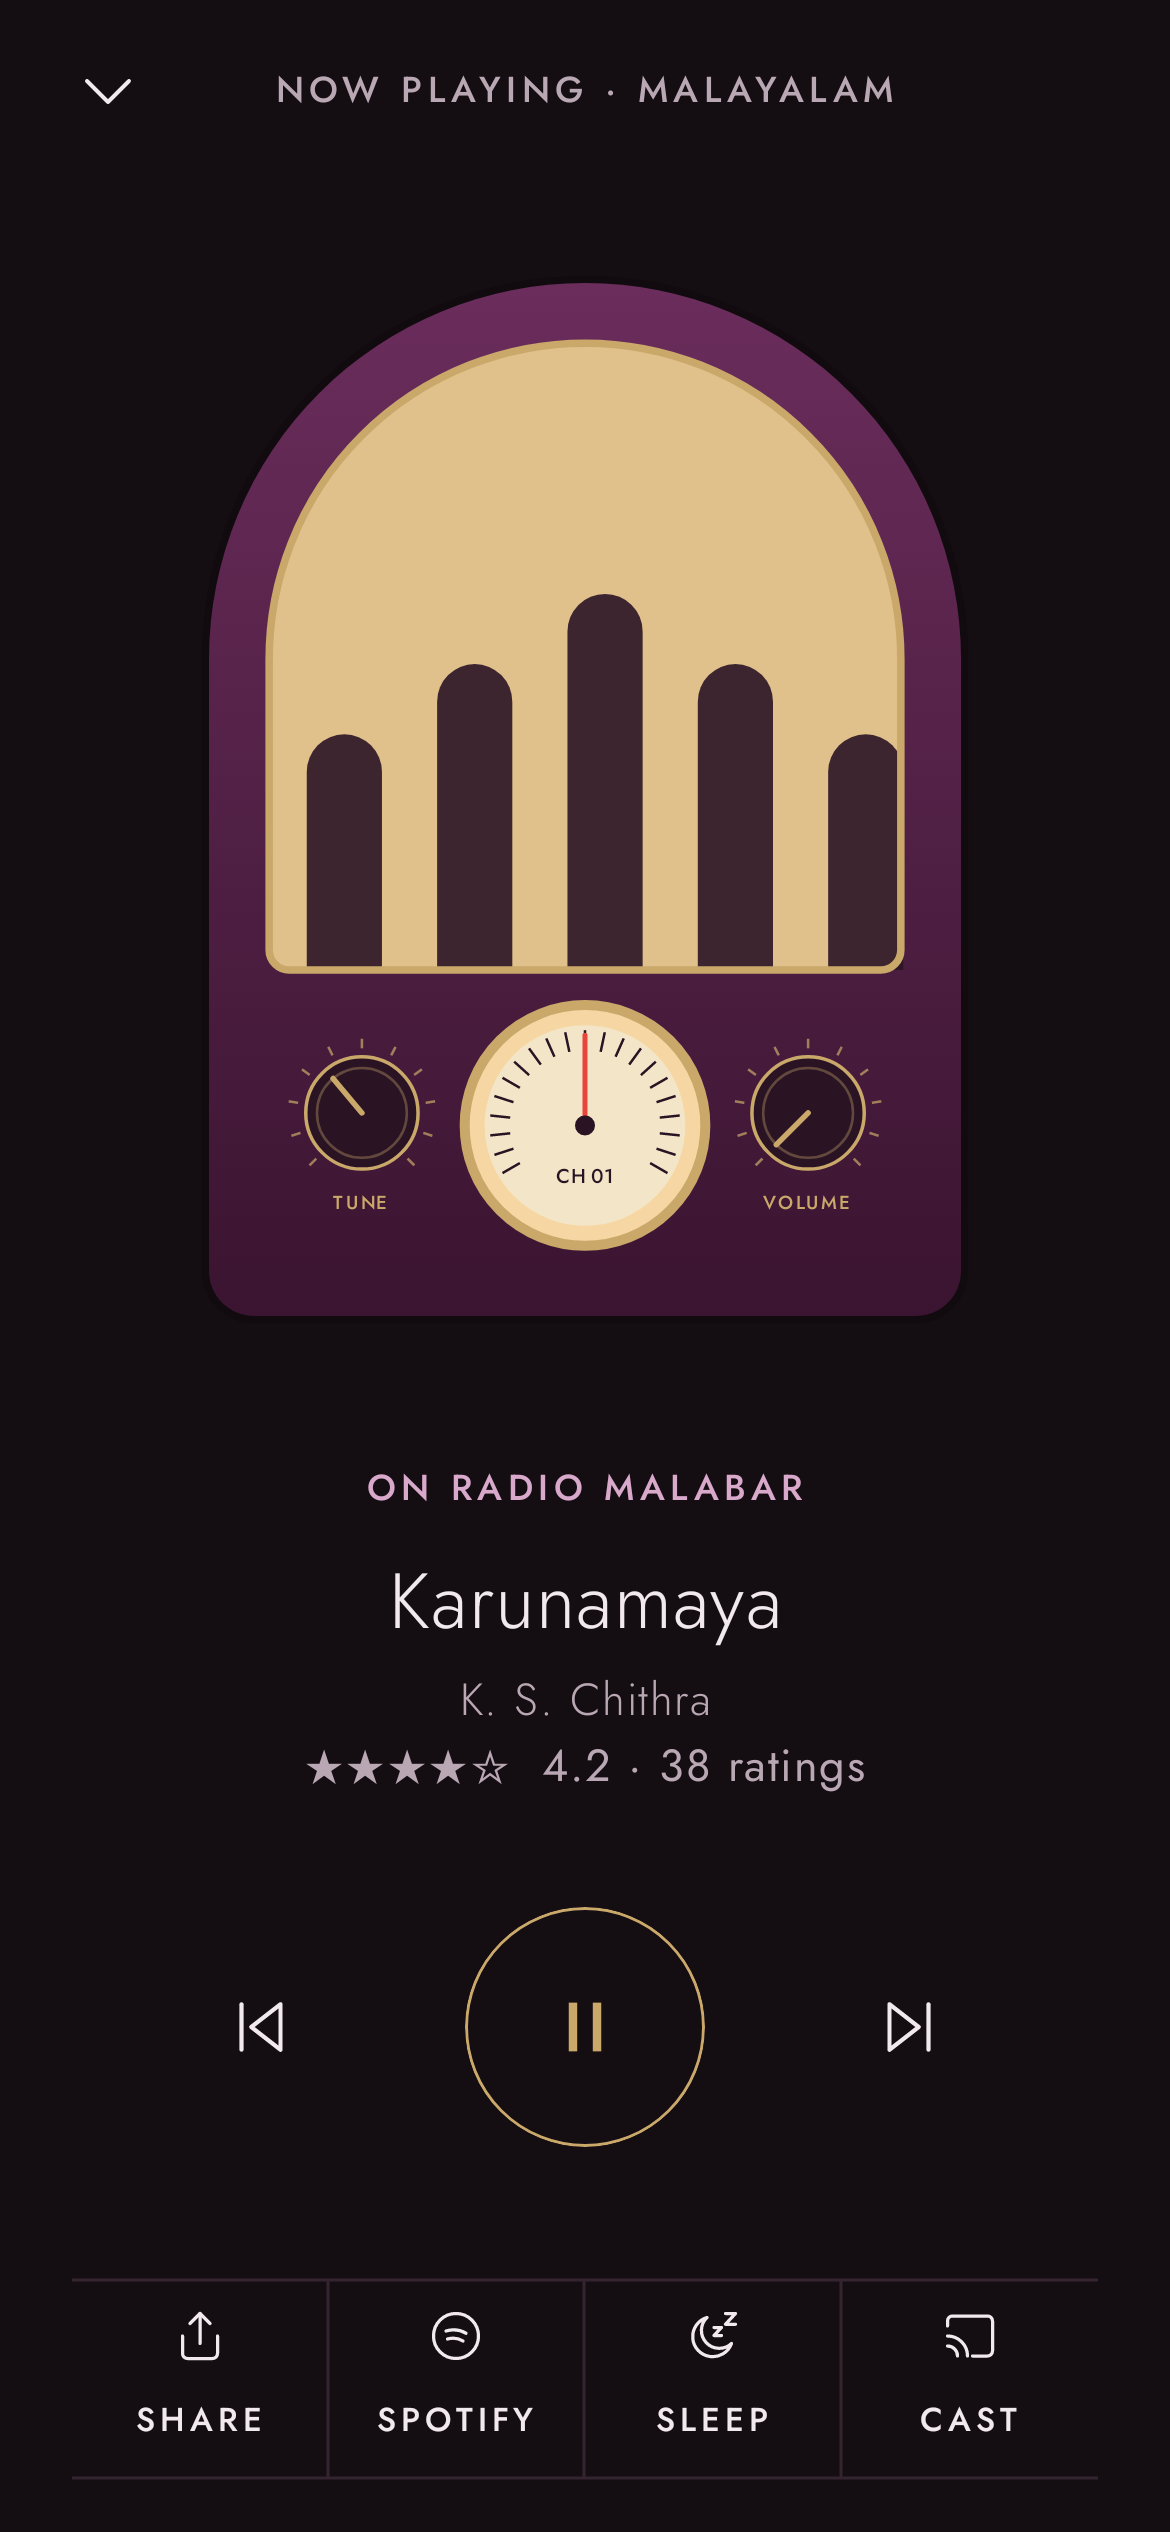 NOW PLAYING · MALAYALAM
CH 01
TUNE
VOLUME
ON RADIO MALABAR
Karunamaya
K. S. Chithra
★★★★☆ 4.2 · 38 ratings
SHARE
SPOTIFY
SLEEP
CAST